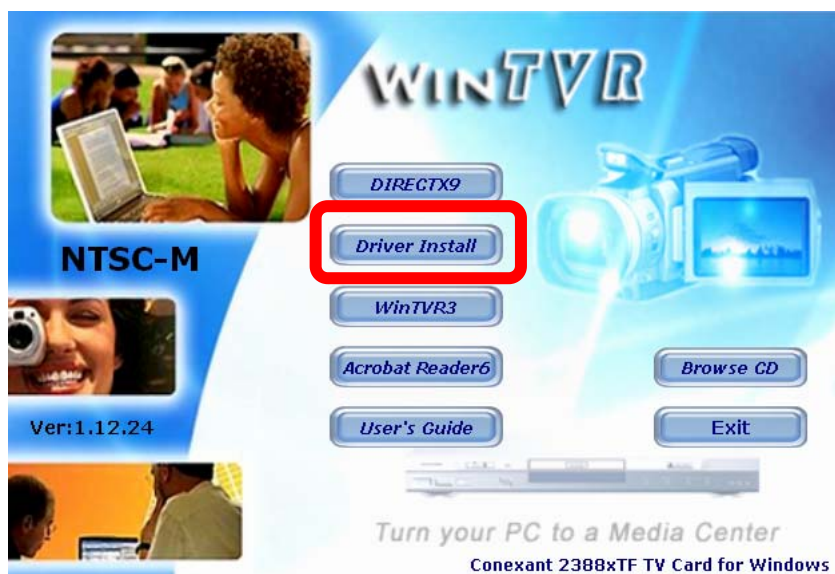 WINTVR
DIRECTX9
Driver Install
NTSC-M
WinTVR3
Acrobat Reader6
Browse CD
Ver:1.12.24
User's Guide
Exit
Turn your PC to a Media Center
Conexant 2388xTF TV Card for Windows